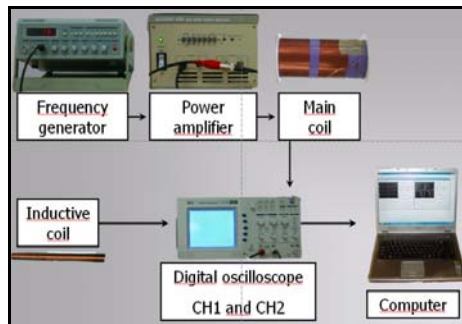 Frequency
generator
Power
amplifier
Main
coil
Inductive
coil
Digital oscilloscope
CH1 and CH2
Computer